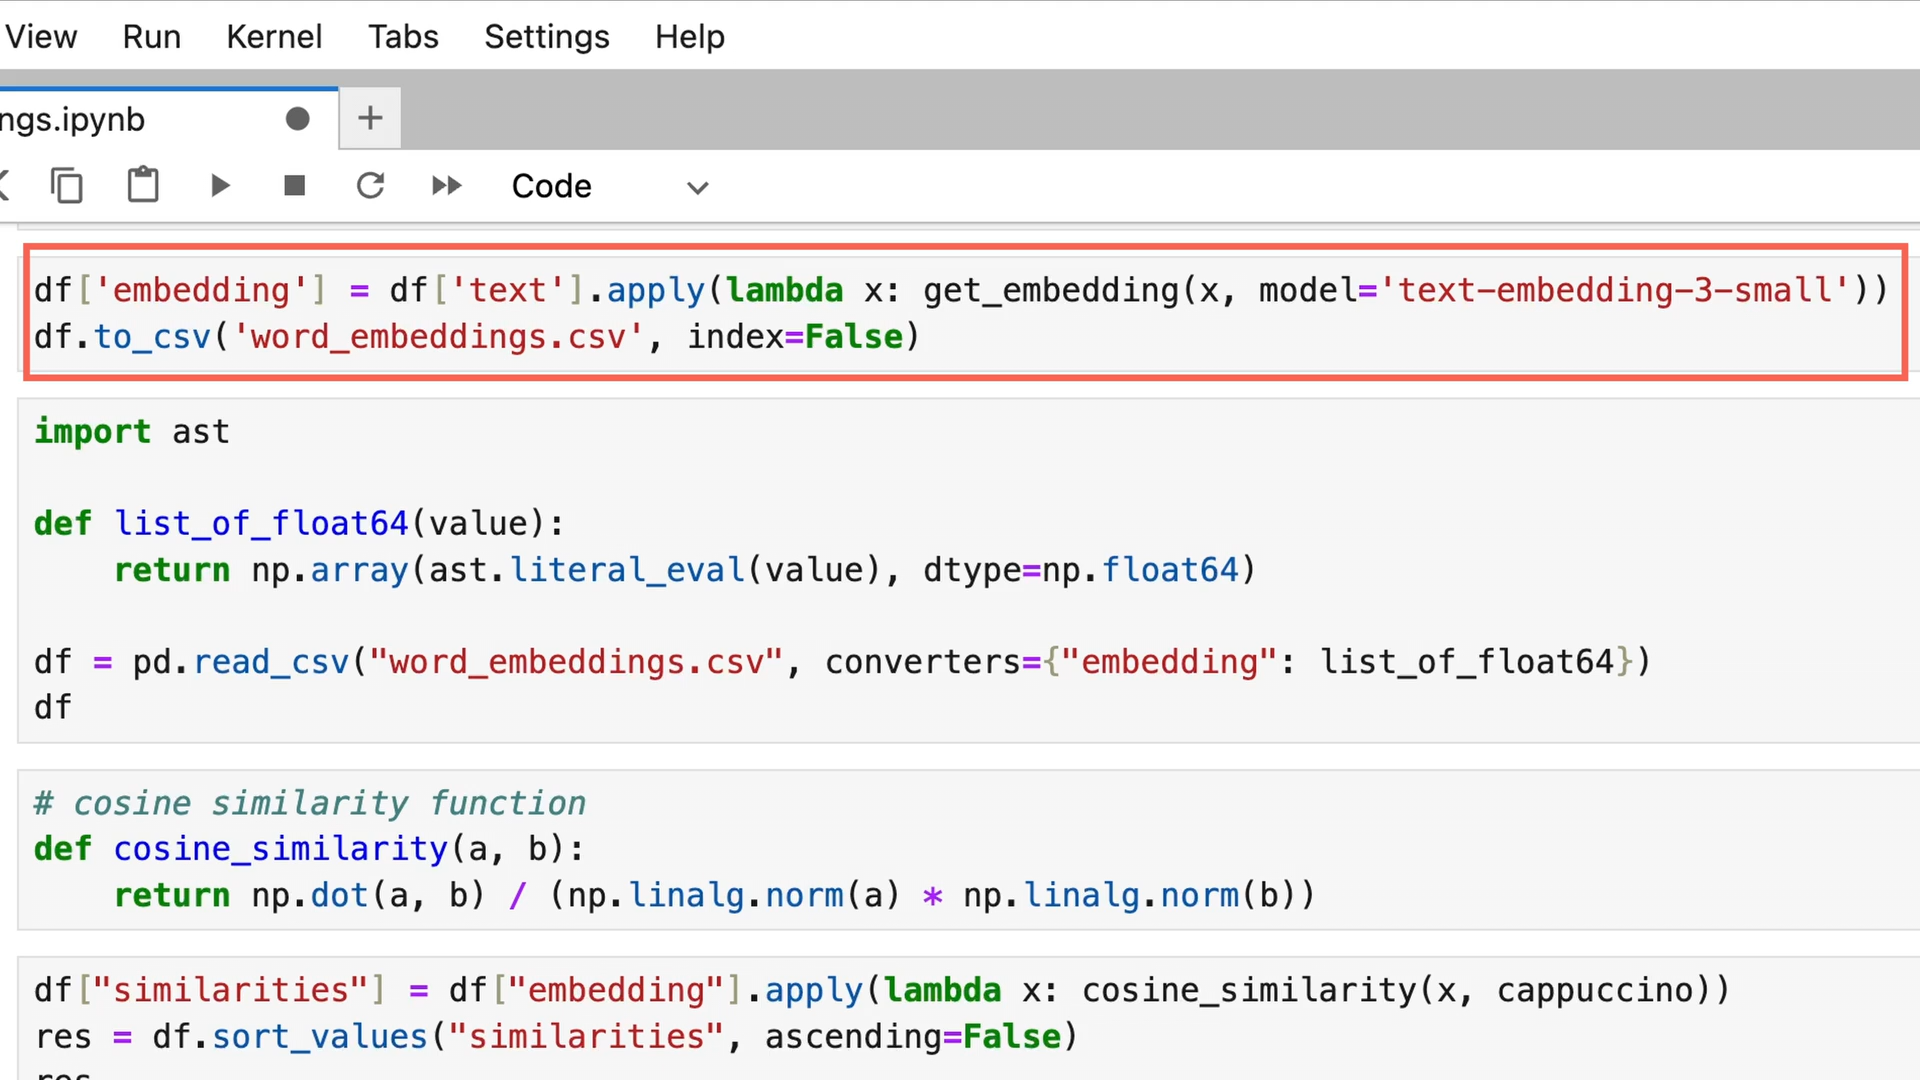 View Run Kernel Tabs Settings Help
ngs.ipynb
Code
df['embedding'] = df['text'].apply(lambda x: get_embedding(x, model='text-embedding-3-small'))
df.to_csv('word_embeddings.csv', index=False)
import ast
def list_of_float64(value):
    return np.array(ast.literal_eval(value), dtype=np.float64)
df = pd.read_csv("word_embeddings.csv", converters={"embedding": list_of_float64})
df
# cosine similarity function
def cosine_similarity(a, b):
    return np.dot(a, b) / (np.linalg.norm(a) * np.linalg.norm(b))
df["similarities"] = df["embedding"].apply(lambda x: cosine_similarity(x, cappuccino))
res = df.sort_values("similarities", ascending=False)
res